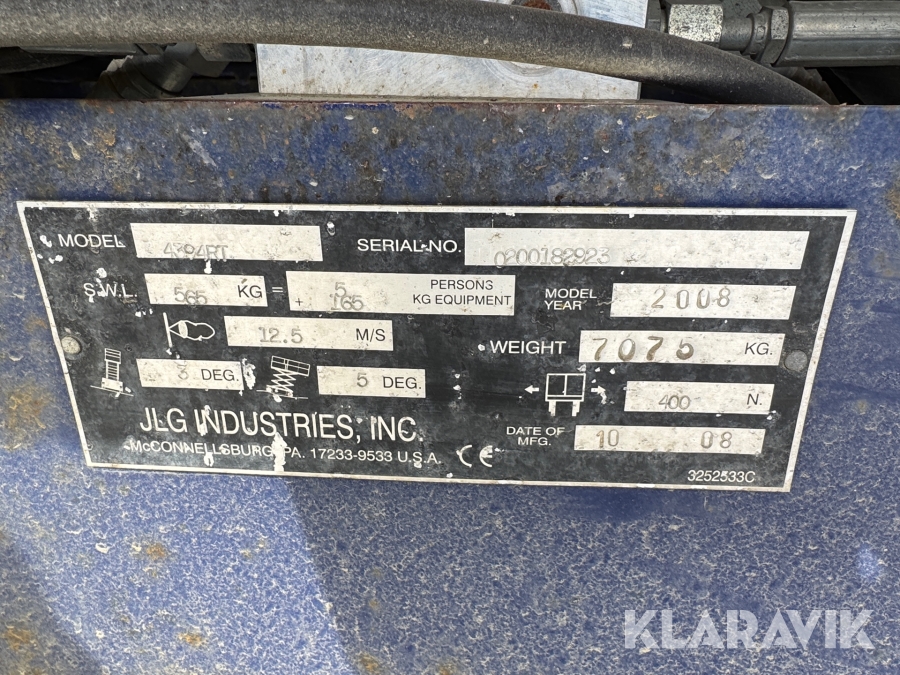 MODEL 4394RT SERIAL NO. 0200182923
S.W.L. 565 KG = 5 PERSONS
+ 165 KG EQUIPMENT
MODEL YEAR 2008
12.5 M/S
WEIGHT 7075 KG.
3 DEG. 5 DEG.
400 N.
JLG INDUSTRIES, INC.
DATE OF MFG. 10 08
McCONNELLSBURG, PA. 17233-9533 U.S.A. CE
3252533C
KLARAVIK